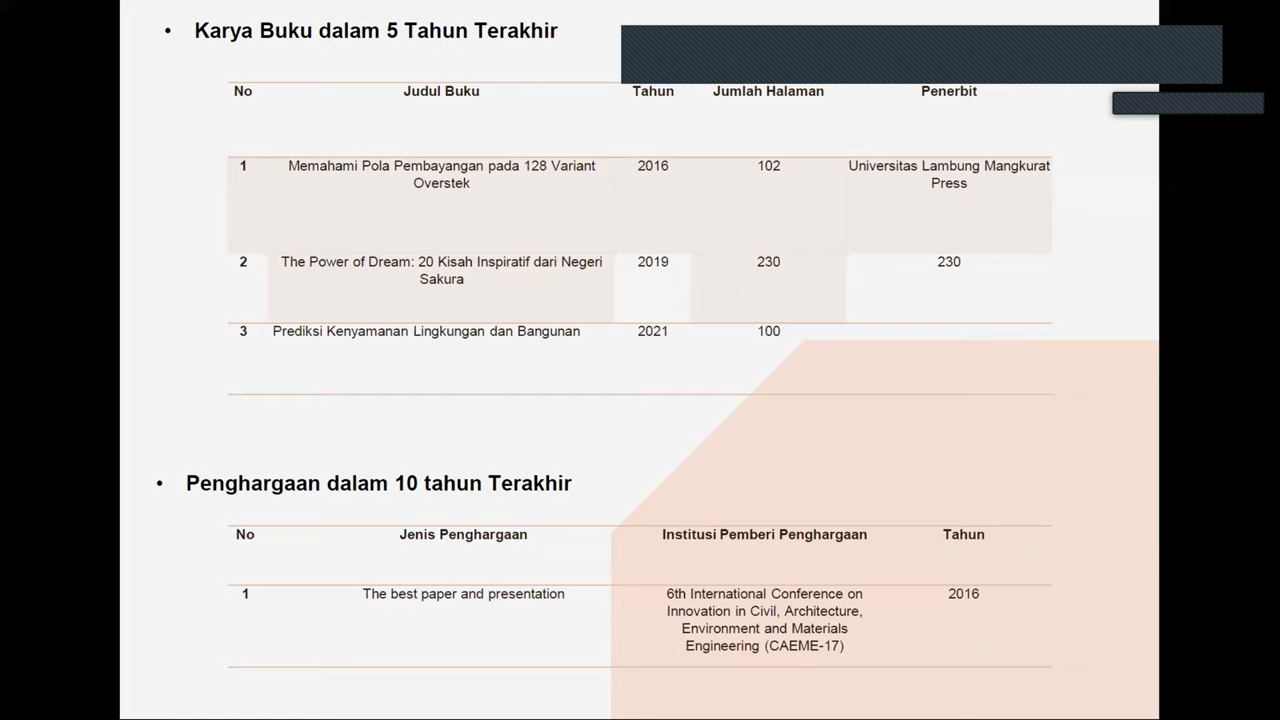 • Karya Buku dalam 5 Tahun Terakhir
No Judul Buku Tahun Jumlah Halaman Penerbit
1 Memahami Pola Pembayangan pada 128 Variant 2016 102 Universitas Lambung Mangkurat
Overstek Press
2 The Power of Dream: 20 Kisah Inspiratif dari Negeri 2019 230 230
Sakura
3 Prediksi Kenyamanan Lingkungan dan Bangunan 2021 100
• Penghargaan dalam 10 tahun Terakhir
No Jenis Penghargaan Institusi Pemberi Penghargaan Tahun
1 The best paper and presentation 6th International Conference on 2016
Innovation in Civil, Architecture,
Environment and Materials
Engineering (CAEME-17)